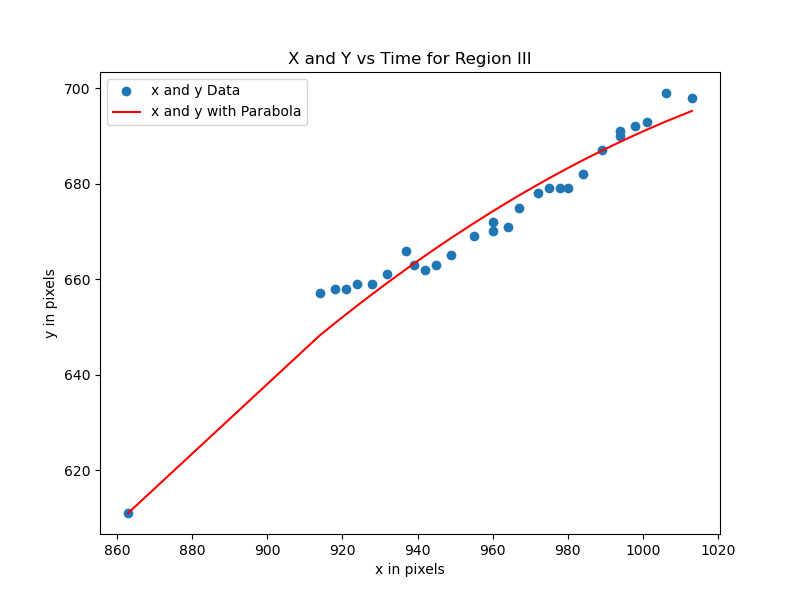 X and Y vs Time for Region III
x and y Data
x and y with Parabola
700
680
660
640
620
y in pixels
860 880 900 920 940 960 980 1000 1020
x in pixels